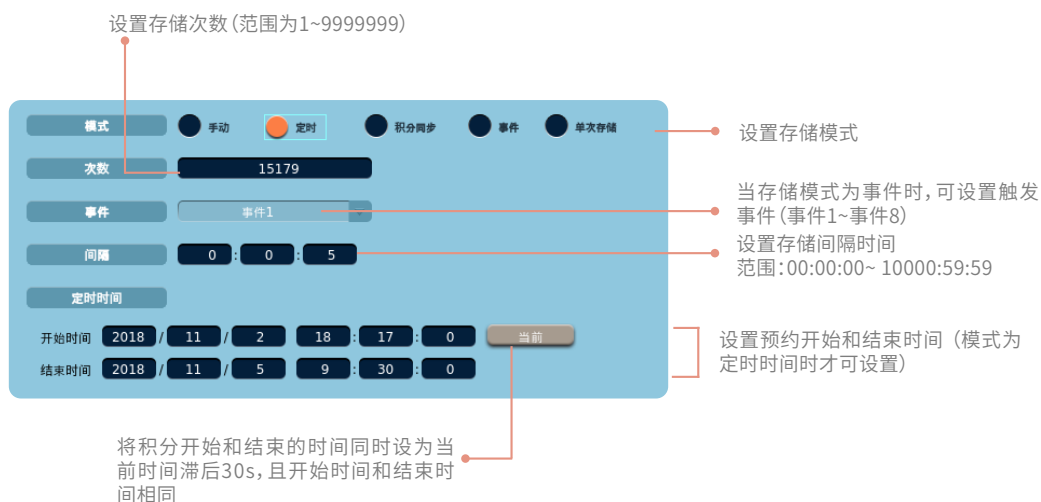 设置存储次数(范围为1~9999999)
模式 手动 定时 积分同步 事件 单次存储
设置存储模式
次数 15179
当存储模式为事件时,可设置触发
事件(事件1~事件8)
事件 事件1
设置存储间隔时间
范围:00:00:00~ 10000:59:59
间隔 0 : 0 : 5
定时时间
开始时间 2018 / 11 / 2 18 : 17 : 0 当前
结束时间 2018 / 11 / 5 9 : 30 : 0
设置预约开始和结束时间(模式为
定时时间时才可设置)
将积分开始和结束的时间同时设为当
前时间滞后30s,且开始时间和结束时
间相同